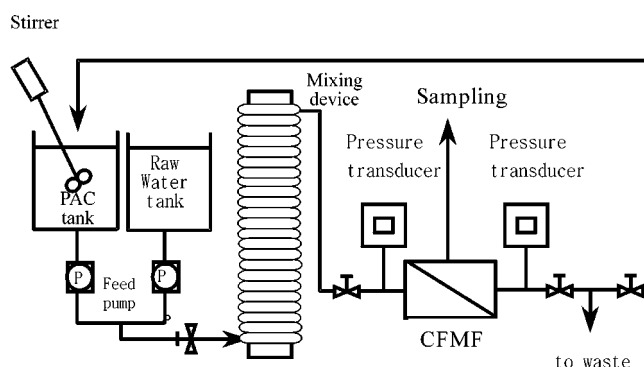 Stirrer
Mixing
device
Sampling
Pressure
transducer
Pressure
transducer
PAC
tank
Raw
Water
tank
P
Feed
pump
P
P
CFMF
to waste